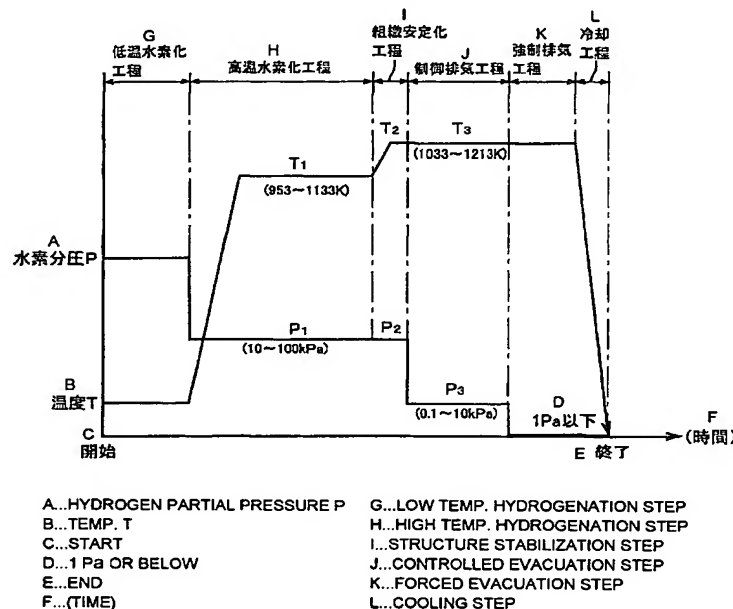 I
組織安定化
工程
L
冷却
工程
G
低温水素化
工程
H
高温水素化工程
J
制御排気工程
K
強制排気
工程
T2
T3
(1033~1213K)
T1
(953~1133K)
A
水素分圧P
P1
(10~100kPa)
P2
B
温度T
P3
(0.1~10kPa)
D
1Pa以下
C
開始
E 終了
F
(時間)
A...HYDROGEN PARTIAL PRESSURE P
B...TEMP. T
C...START
D...1 Pa OR BELOW
E...END
F...(TIME)
G...LOW TEMP. HYDROGENATION STEP
H...HIGH TEMP. HYDROGENATION STEP
I...STRUCTURE STABILIZATION STEP
J...CONTROLLED EVACUATION STEP
K...FORCED EVACUATION STEP
L...COOLING STEP